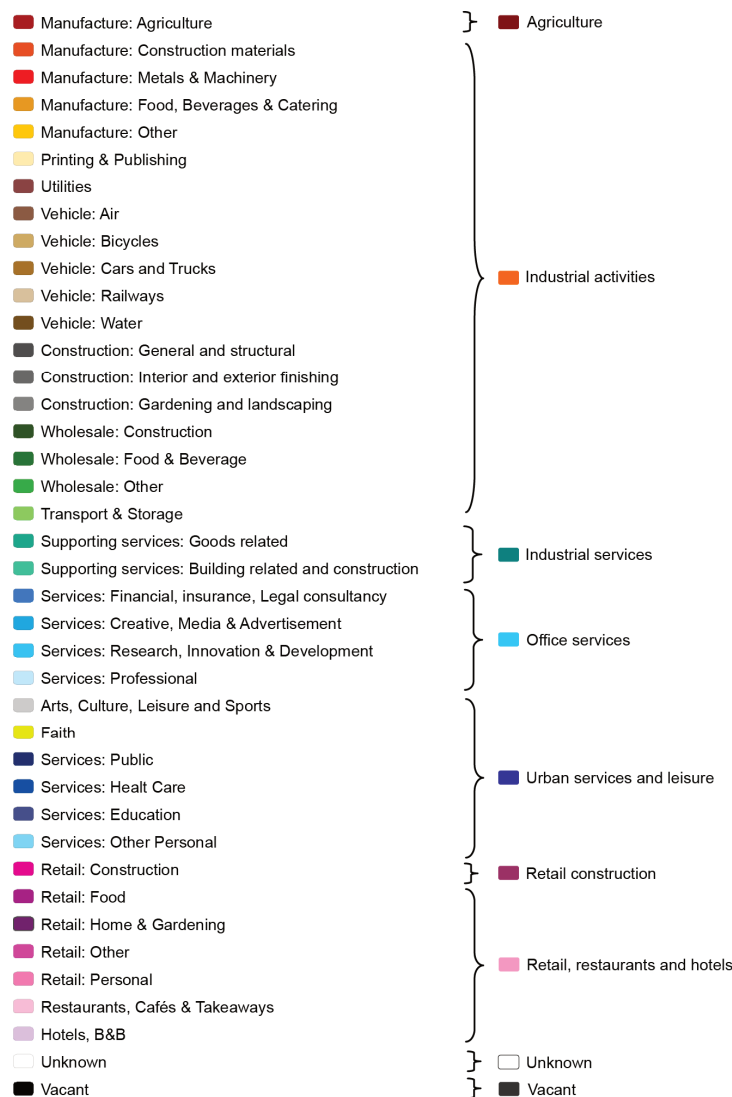 Manufacture: Agriculture
Agriculture
Manufacture: Construction materials
Manufacture: Metals & Machinery
Manufacture: Food, Beverages & Catering
Manufacture: Other
Printing & Publishing
Utilities
Vehicle: Air
Vehicle: Bicycles
Vehicle: Cars and Trucks
Industrial activities
Vehicle: Railways
Vehicle: Water
Construction: General and structural
Construction: Interior and exterior finishing
Construction: Gardening and landscaping
Wholesale: Construction
Wholesale: Food & Beverage
Wholesale: Other
Transport & Storage
Supporting services: Goods related
Supporting services: Building related and construction
Industrial services
Services: Financial, insurance, Legal consultancy
Services: Creative, Media & Advertisement
Services: Research, Innovation & Development
Services: Professional
Office services
Arts, Culture, Leisure and Sports
Faith
Services: Public
Services: Healt Care
Services: Education
Services: Other Personal
Urban services and leisure
Retail: Construction
Retail construction
Retail: Food
Retail: Home & Gardening
Retail: Other
Retail: Personal
Restaurants, Cafés & Takeaways
Hotels, B&B
Retail, restaurants and hotels
Unknown
Unknown
Vacant
Vacant